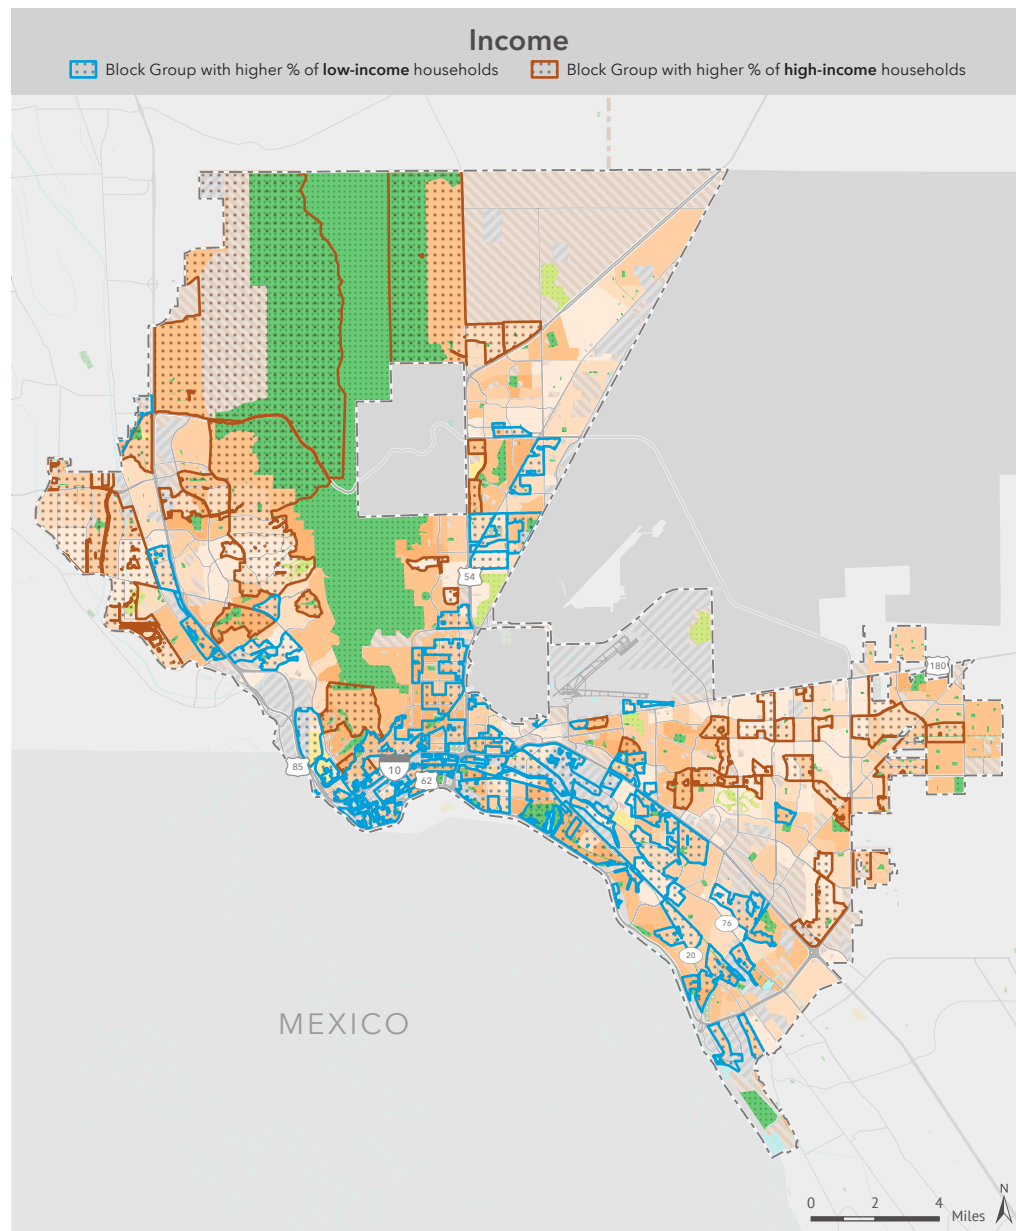 Income
Block Group with higher % of low-income households
Block Group with higher % of high-income households
54
180
85
10
62
76
20
MEXICO
N
0 2 4
Miles